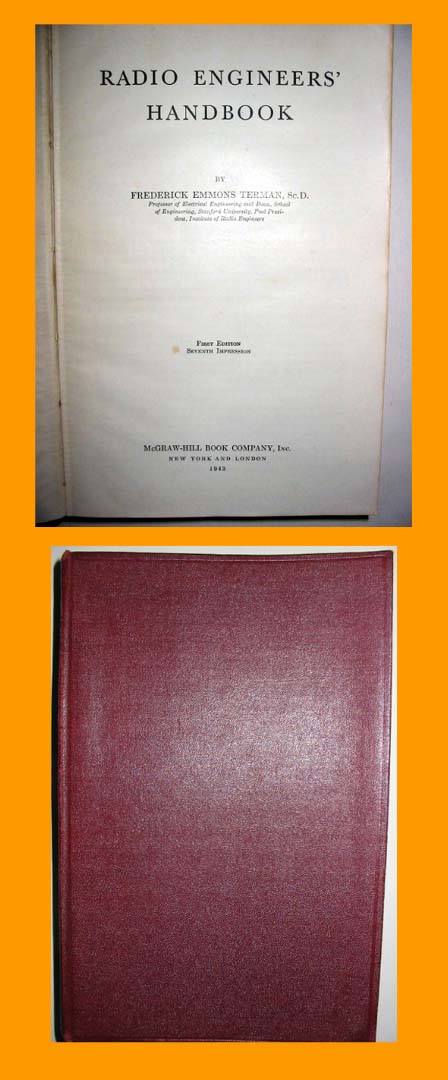 RADIO ENGINEERS'
HANDBOOK
BY
FREDERICK EMMONS TERMAN, Sc.D.
Professor of Electrical Engineering and Dean, School
of Engineering, Stanford University, Past Presi-
dent, Institute of Radio Engineers
First Edition
Seventh Impression
McGRAW-HILL BOOK COMPANY, Inc.
NEW YORK AND LONDON
1943